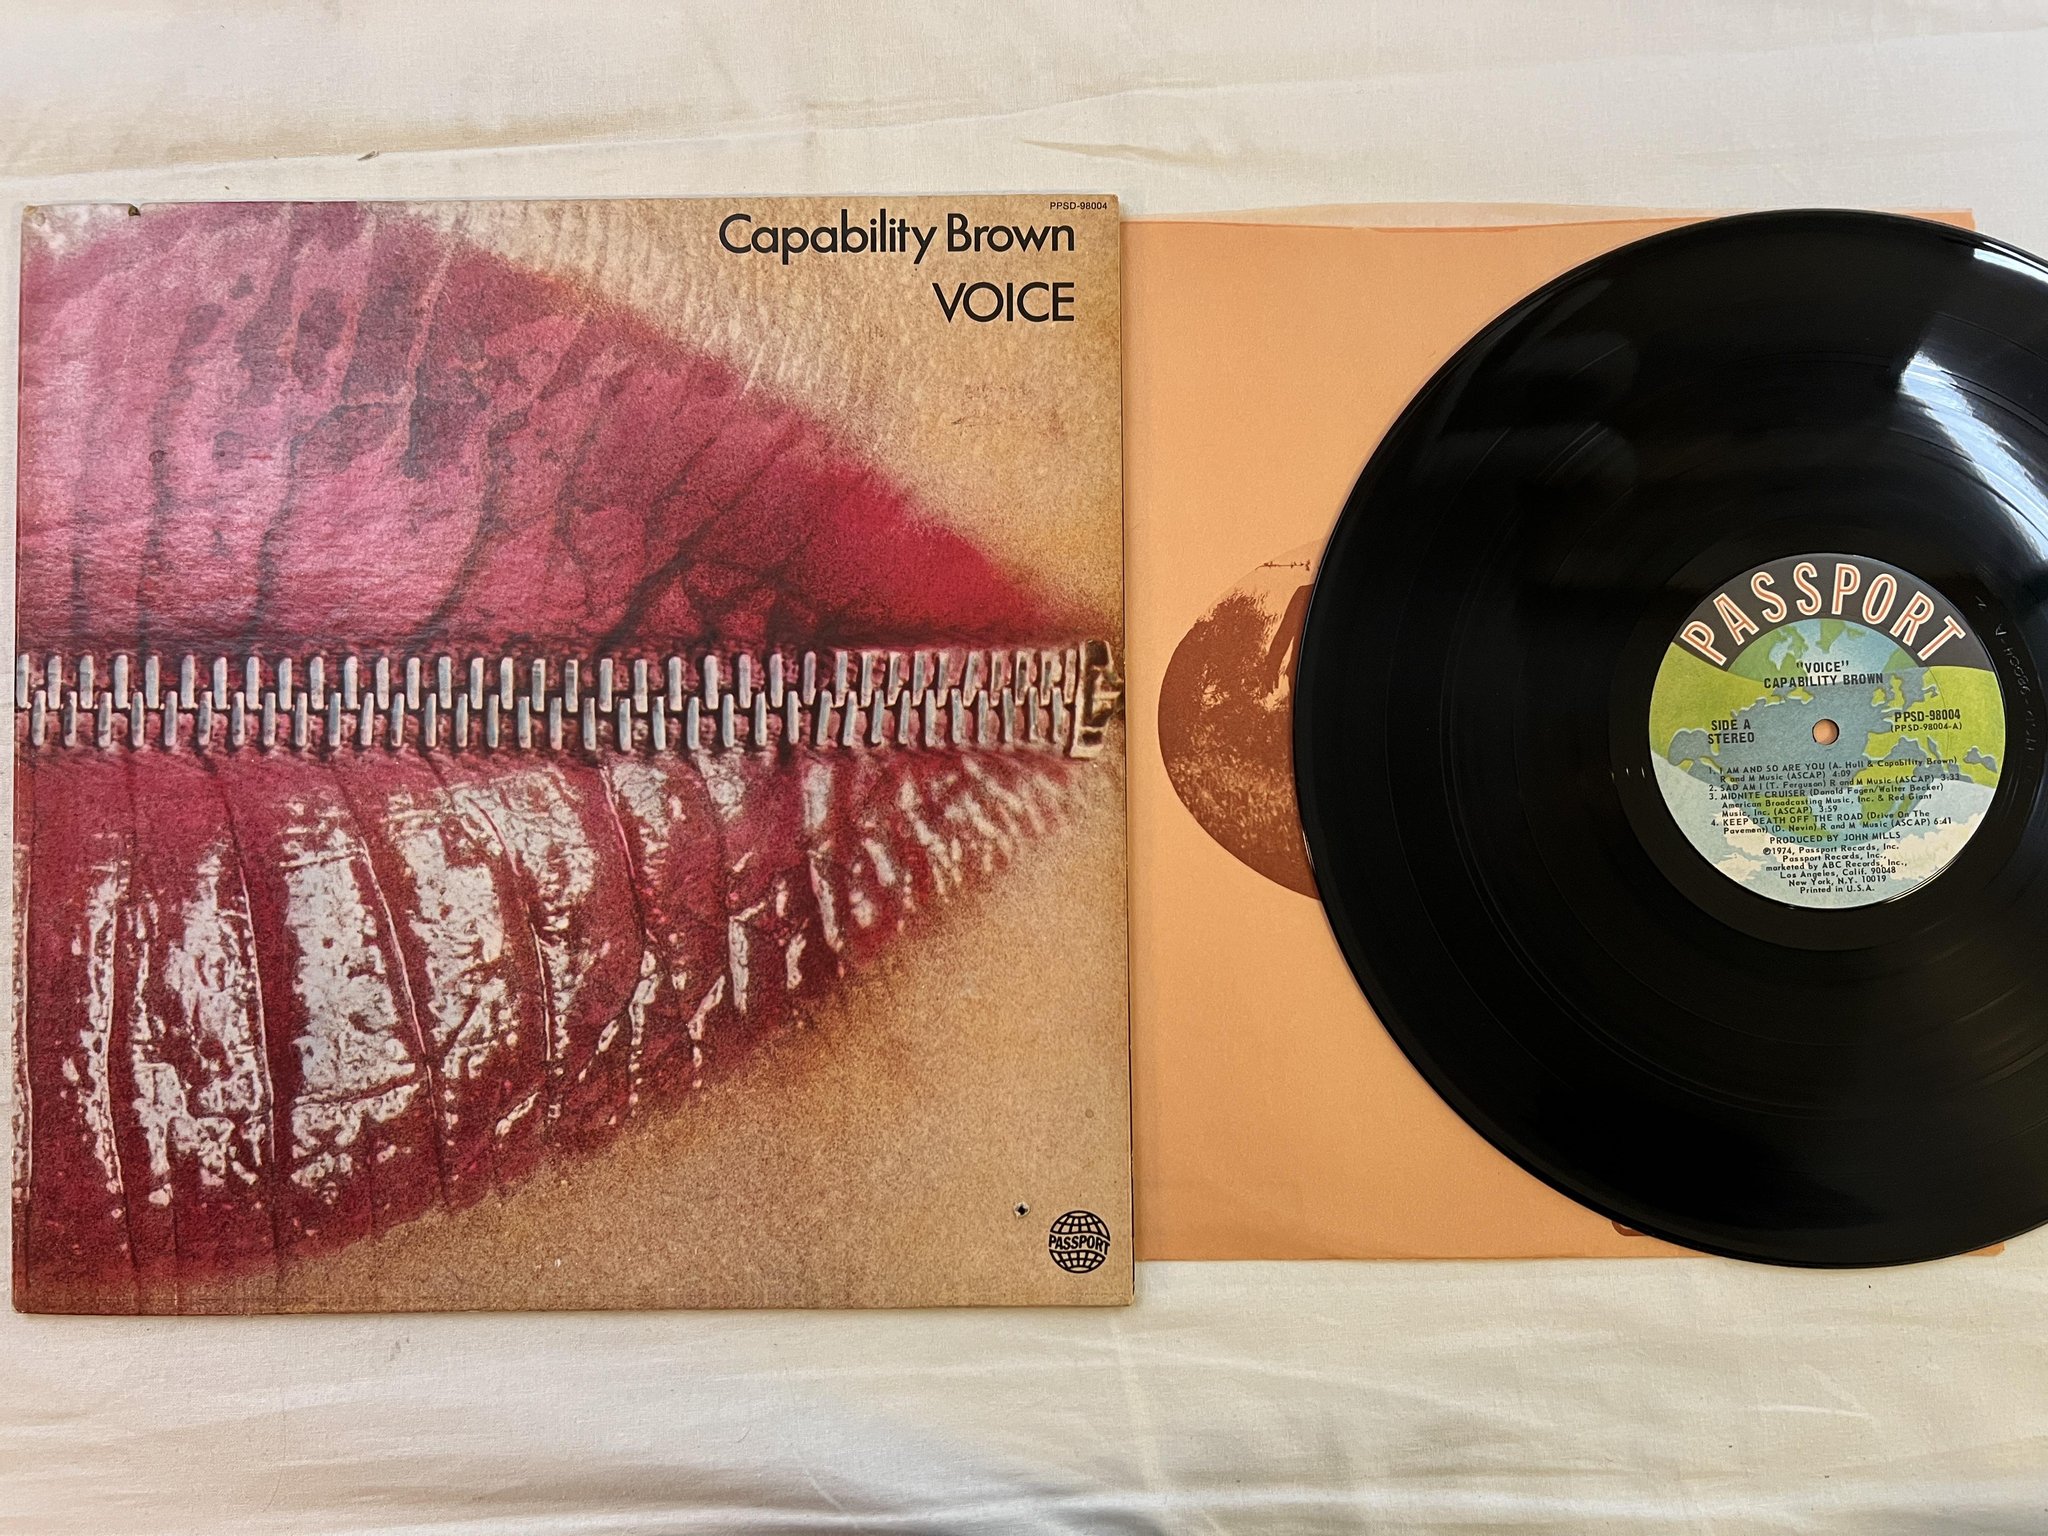 PPSD-98004
Capability Brown
VOICE
PASSPORT
PASSPORT
"VOICE"
CAPABILITY BROWN
SIDE A
STEREO
PPSD-98004
(PPSD-98004-A)
1. I AM AND SO ARE YOU (A. Hull & Capability Brown)
R and M Music (ASCAP) 4:09
2. SAD AM I (T. Ferguson) R and M Music (ASCAP) 3:33
3. MIDNITE CRUISER (Donald Fagen/Walter Becker)
American Broadcasting Music, Inc. & Red Giant
Music, Inc. (ASCAP) 3:59
4. KEEP DEATH OFF THE ROAD (Drive On The
Pavement) (D. Nevin) R and M Music (ASCAP) 6:41
PRODUCED BY JOHN MILLS
℗1974, Passport Records, Inc.
Passport Records, Inc.,
marketed by ABC Records, Inc.,
Los Angeles, Calif. 90048
New York, N.Y. 10019
Printed in U.S.A.